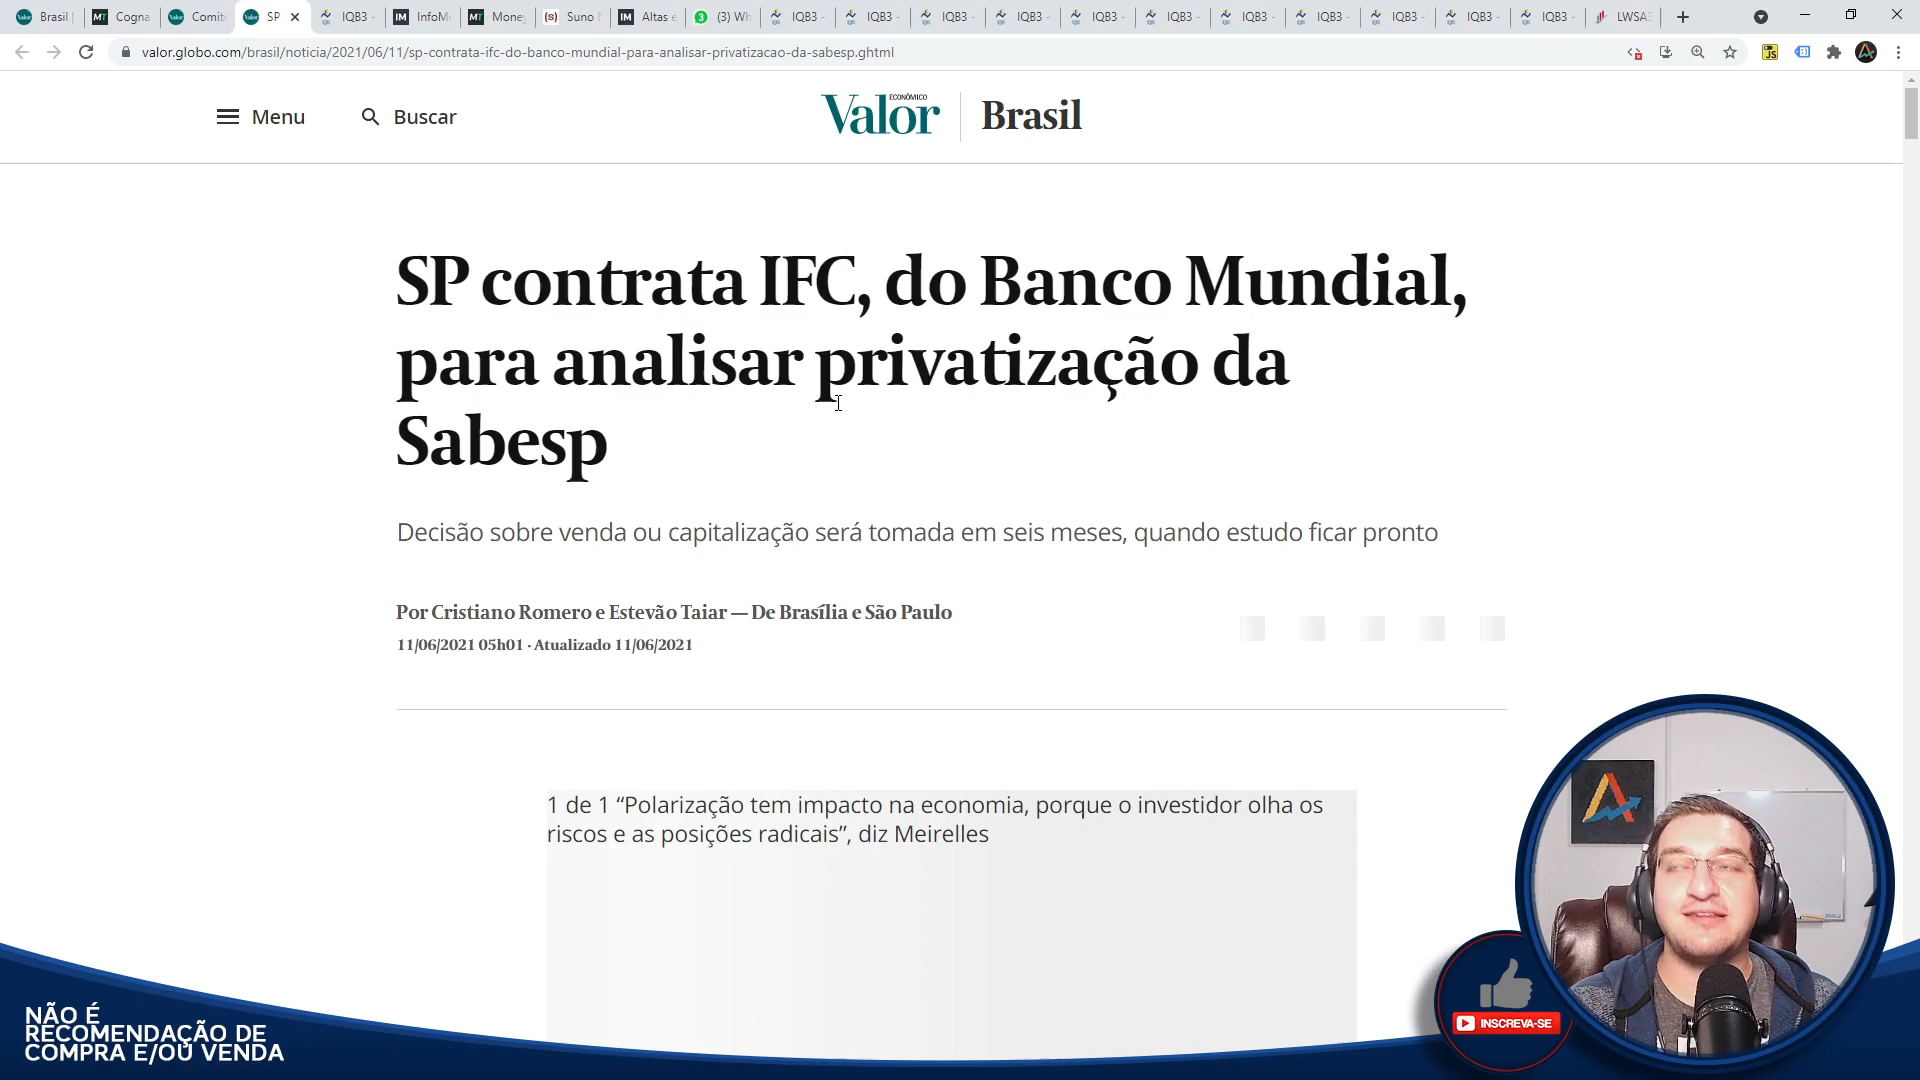 Brasil
Cogna
Comitê
SP
IQB3 -
InfoMo
Money
Suno
Altas e
(3) Wh
IQB3 -
IQB3 -
IQB3 -
IQB3 -
IQB3 -
IQB3 -
IQB3 -
IQB3 -
IQB3 -
IQB3 -
IQB3 -
LWSA3
valor.globo.com/brasil/noticia/2021/06/11/sp-contrata-ifc-do-banco-mundial-para-analisar-privatizacao-da-sabesp.ghtml
Menu
Buscar
Valor ECONÔMICO
Brasil
SP contrata IFC, do Banco Mundial,
para analisar privatização da
Sabesp
Decisão sobre venda ou capitalização será tomada em seis meses, quando estudo ficar pronto
Por Cristiano Romero e Estevão Taiar — De Brasília e São Paulo
11/06/2021 05h01 · Atualizado 11/06/2021
1 de 1 “Polarização tem impacto na economia, porque o investidor olha os
riscos e as posições radicais”, diz Meirelles
NÃO É
RECOMENDAÇÃO DE
COMPRA E/OU VENDA
INSCREVA-SE